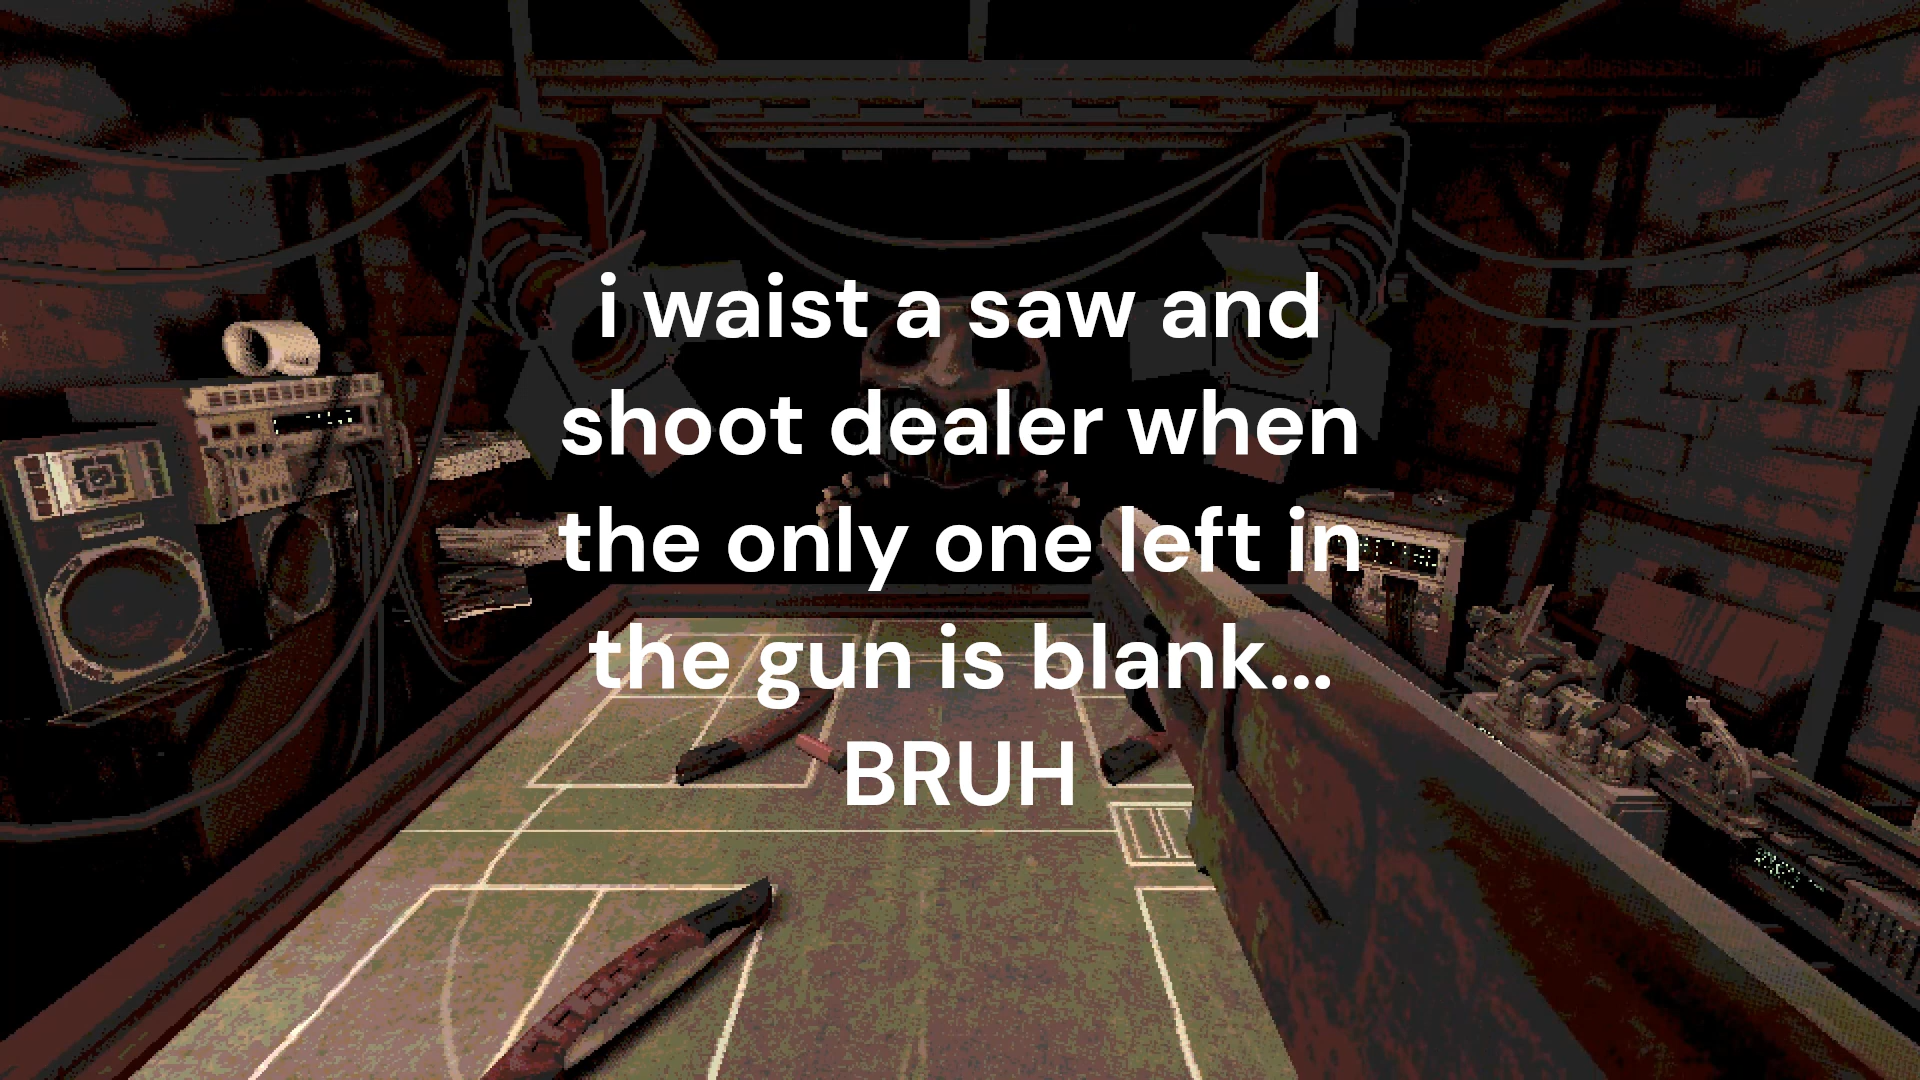 i waist a saw and
shoot dealer when
the only one left in
the gun is blank...
BRUH